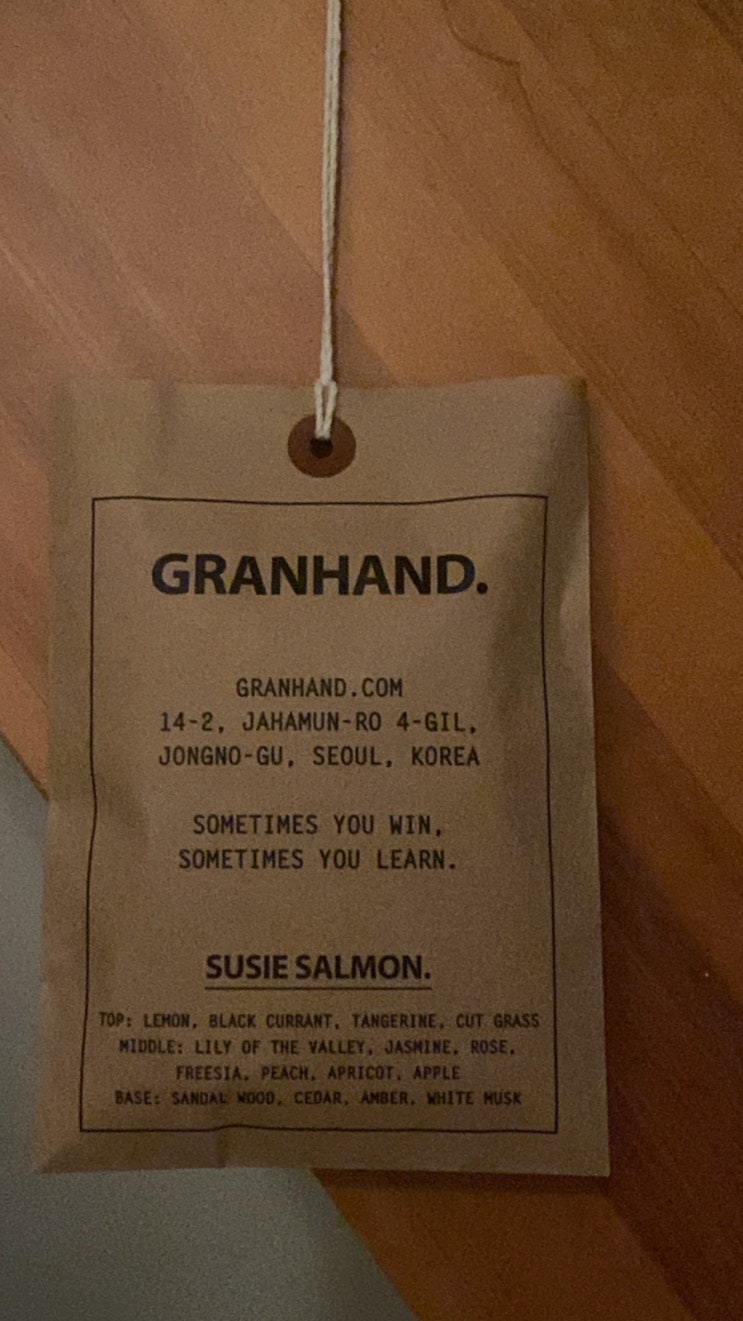 GRANHAND.
GRANHAND.COM
14-2, JAHAMUN-RO 4-GIL,
JONGNO-GU, SEOUL, KOREA
SOMETIMES YOU WIN,
SOMETIMES YOU LEARN.
SUSIE SALMON.
TOP: LEMON, BLACK CURRANT, TANGERINE, CUT GRASS
MIDDLE: LILY OF THE VALLEY, JASMINE, ROSE,
FREESIA, PEACH, APRICOT, APPLE
BASE: SANDAL WOOD, CEDAR, AMBER, WHITE MUSK